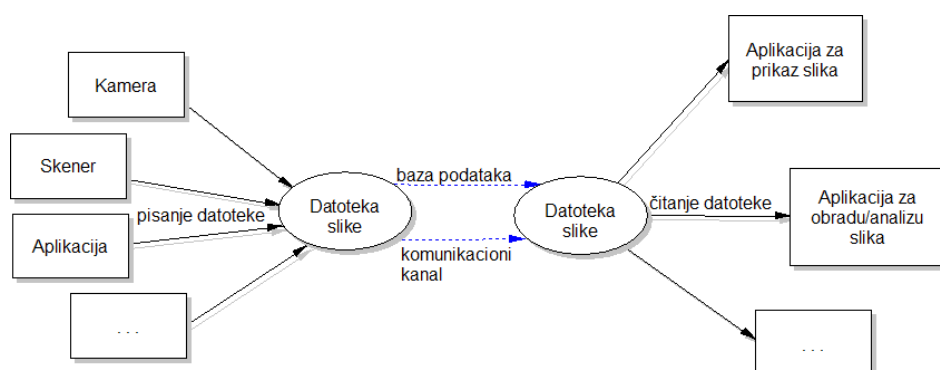 Kamera
Skener
Aplikacija
. . .
pisanje datoteke
Datoteka
slike
baza podataka
komunikacioni
kanal
Datoteka
slike
čitanje datoteke
Aplikacija za
prikaz slika
Aplikacija za
obradu/analizu
slika
. . .